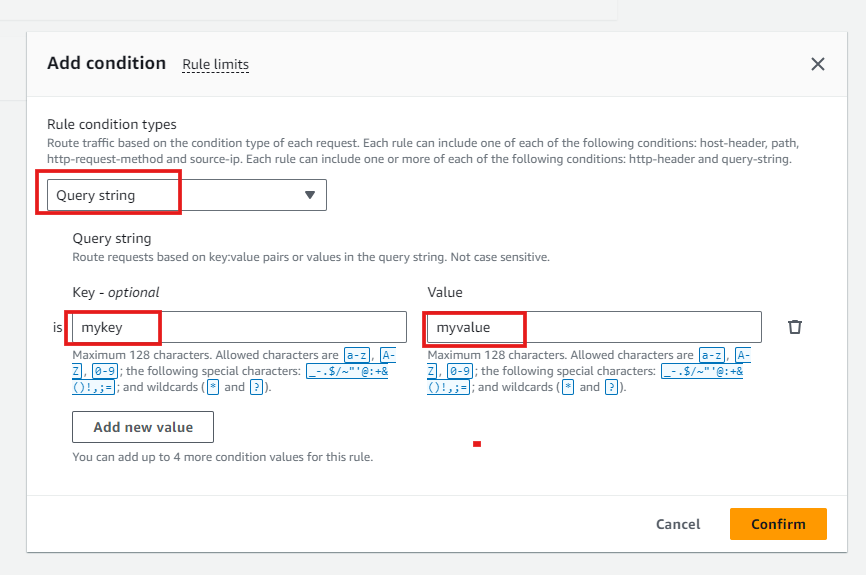 Add condition Rule limits
Rule condition types
Route traffic based on the condition type of each request. Each rule can include one of each of the following conditions: host-header, path,
http-request-method and source-ip. Each rule can include one or more of each of the following conditions: http-header and query-string.
Query string
Query string
Route requests based on key:value pairs or values in the query string. Not case sensitive.
Key - optional
Value
is
mykey
myvalue
Maximum 128 characters. Allowed characters are a-z, A-
Z, 0-9; the following special characters: _-.$/~"'@:+&
()!,;=; and wildcards (* and ?).
Maximum 128 characters. Allowed characters are a-z, A-
Z, 0-9; the following special characters: _-.$/~"'@:+&
()!,;=; and wildcards (* and ?).
Add new value
You can add up to 4 more condition values for this rule.
Cancel
Confirm